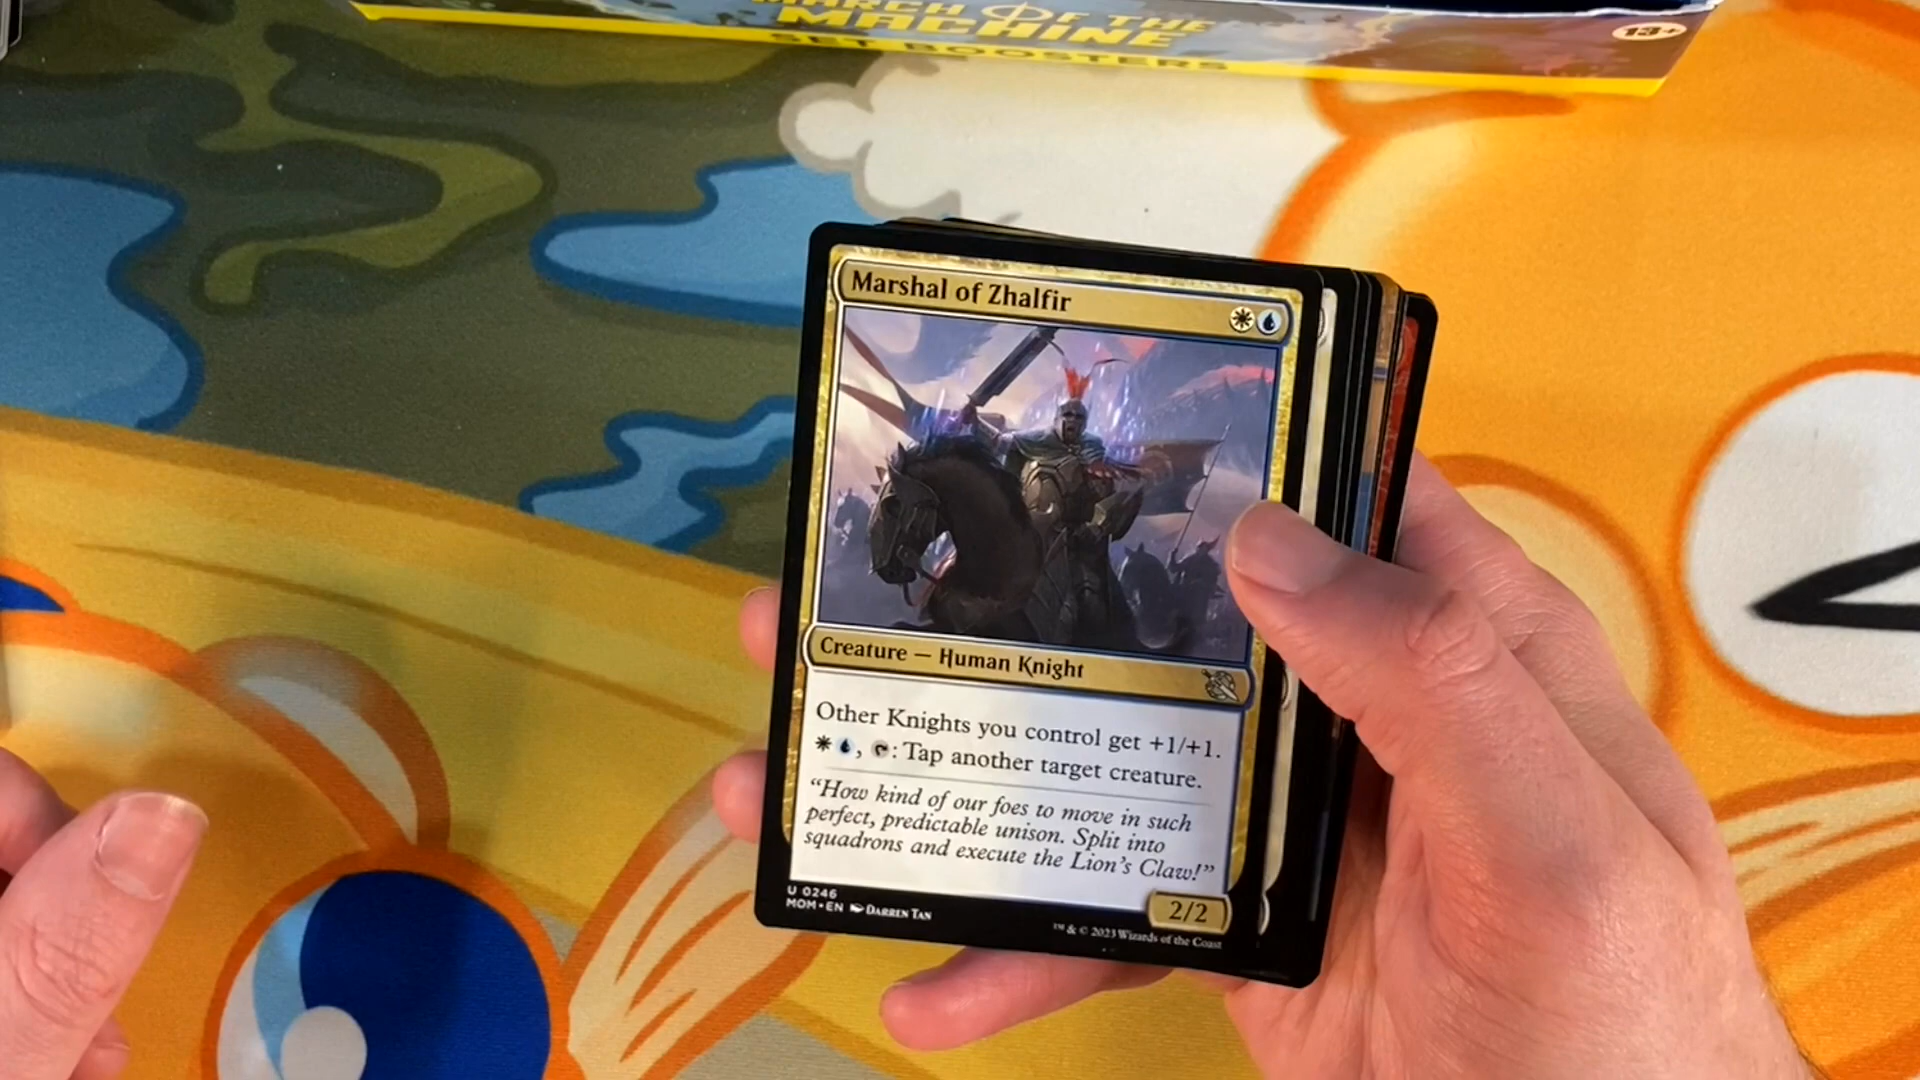 MARCH OF THE
MACHINE
SET BOOSTERS
13+
Marshal of Zhalfir
Creature — Human Knight
Other Knights you control get +1/+1.
, : Tap another target creature.
“How kind of our foes to move in such
perfect, predictable unison. Split into
squadrons and execute the Lion’s Claw!”
U 0246
MOM • EN DARREN TAN
2/2
™ & © 2023 Wizards of the Coast